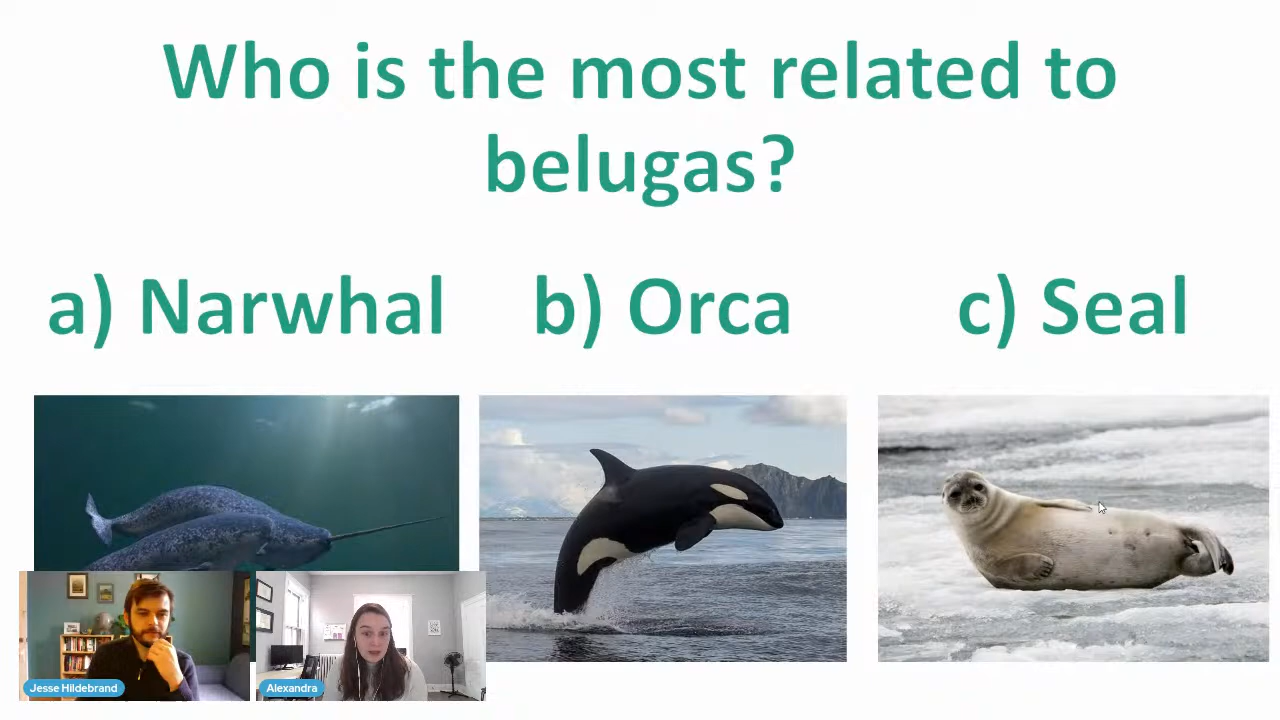 Who is the most related to
belugas?
a) Narwhal
b) Orca
c) Seal
Jesse Hildebrand
Alexandra